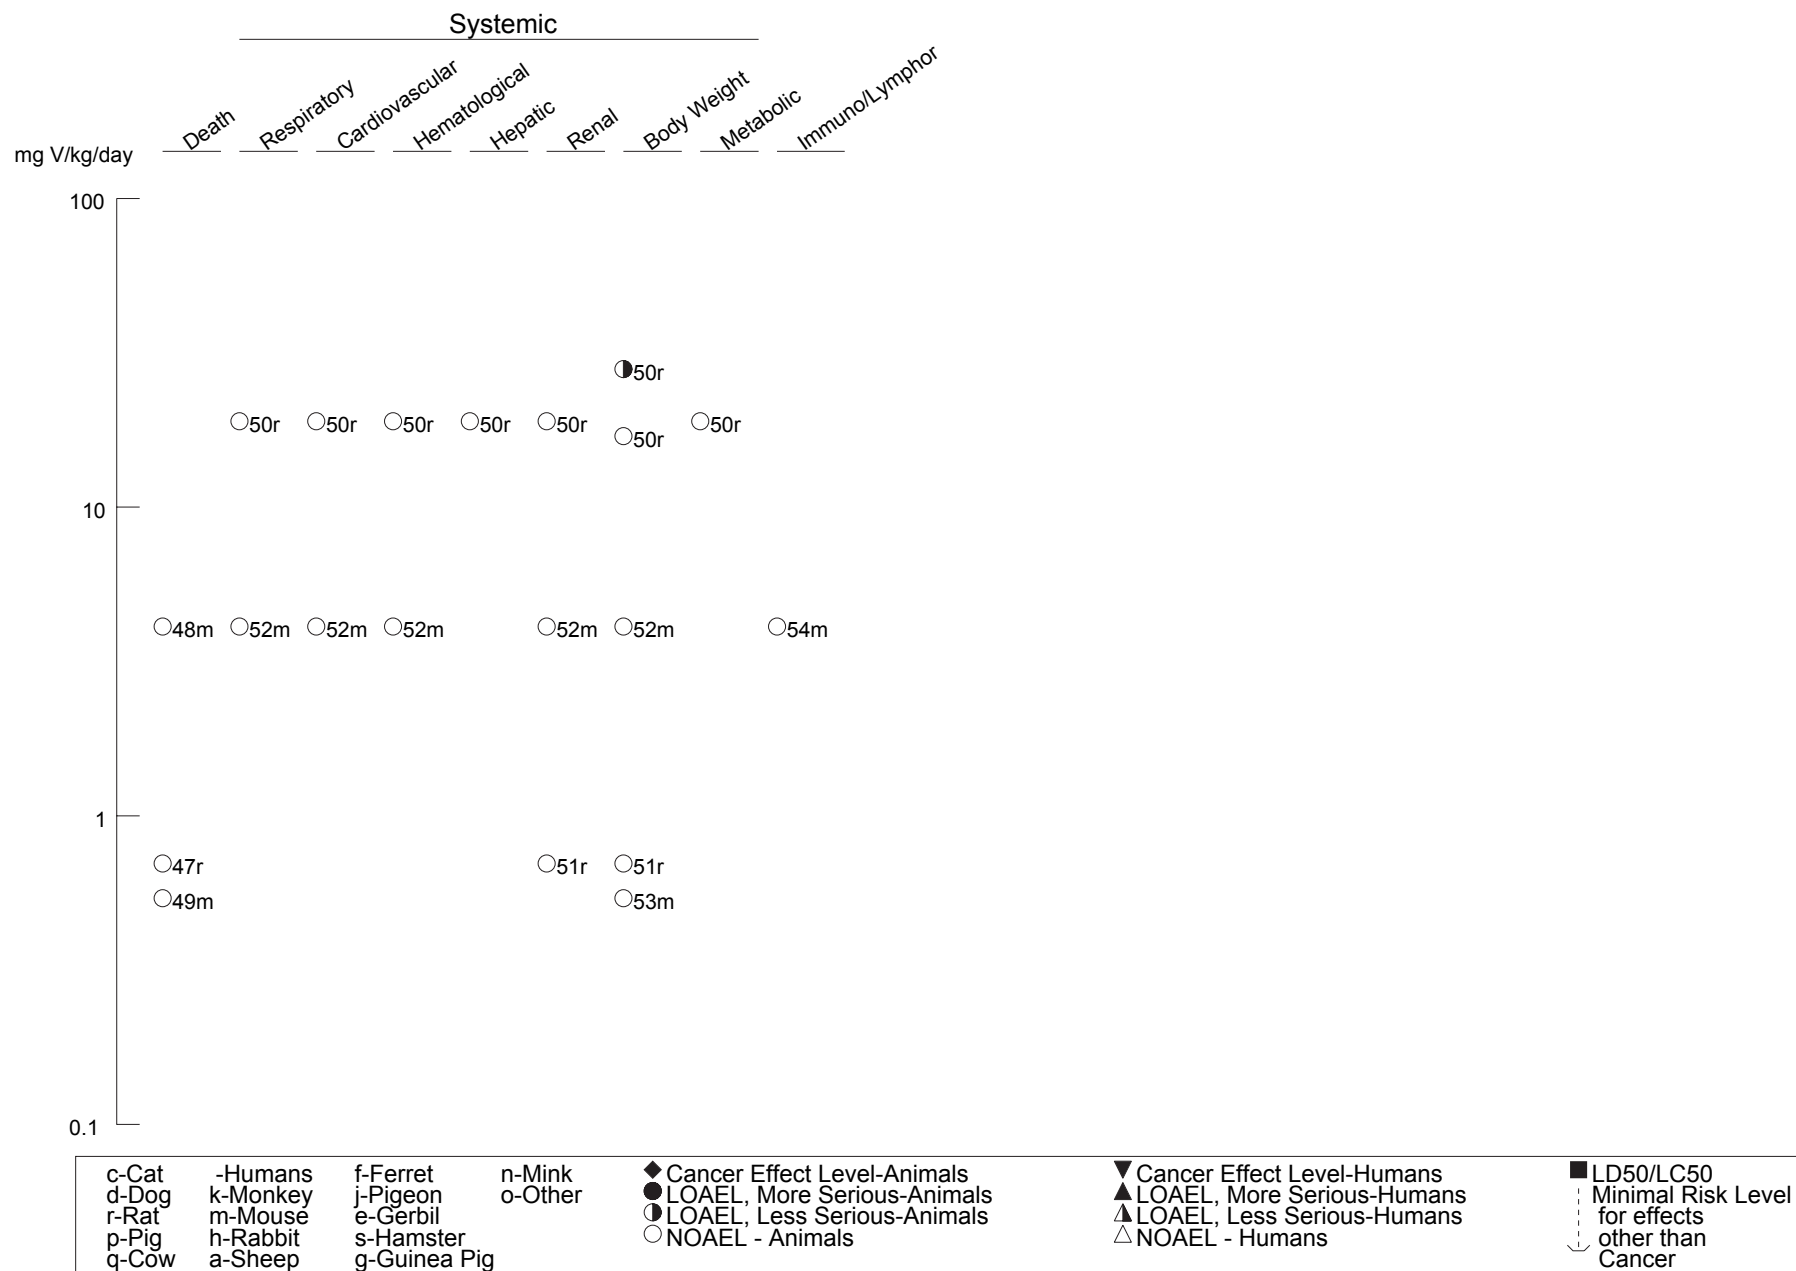 Systemic
Death Respiratory Cardiovascular Hematological Hepatic Renal Body Weight Metabolic Immuno/Lymphor
mg V/kg/day
100
50r
50r 50r 50r 50r 50r 50r
50r
10
48m 52m 52m 52m 52m 52m 54m
1
47r 51r 51r
49m 53m
0.1
c-Cat -Humans f-Ferret n-Mink Cancer Effect Level-Animals Cancer Effect Level-Humans LD50/LC50
d-Dog k-Monkey j-Pigeon o-Other LOAEL, More Serious-Animals LOAEL, More Serious-Humans Minimal Risk Level
r-Rat m-Mouse e-Gerbil LOAEL, Less Serious-Animals LOAEL, Less Serious-Humans for effects
p-Pig h-Rabbit s-Hamster NOAEL - Animals NOAEL - Humans other than
q-Cow a-Sheep g-Guinea Pig Cancer